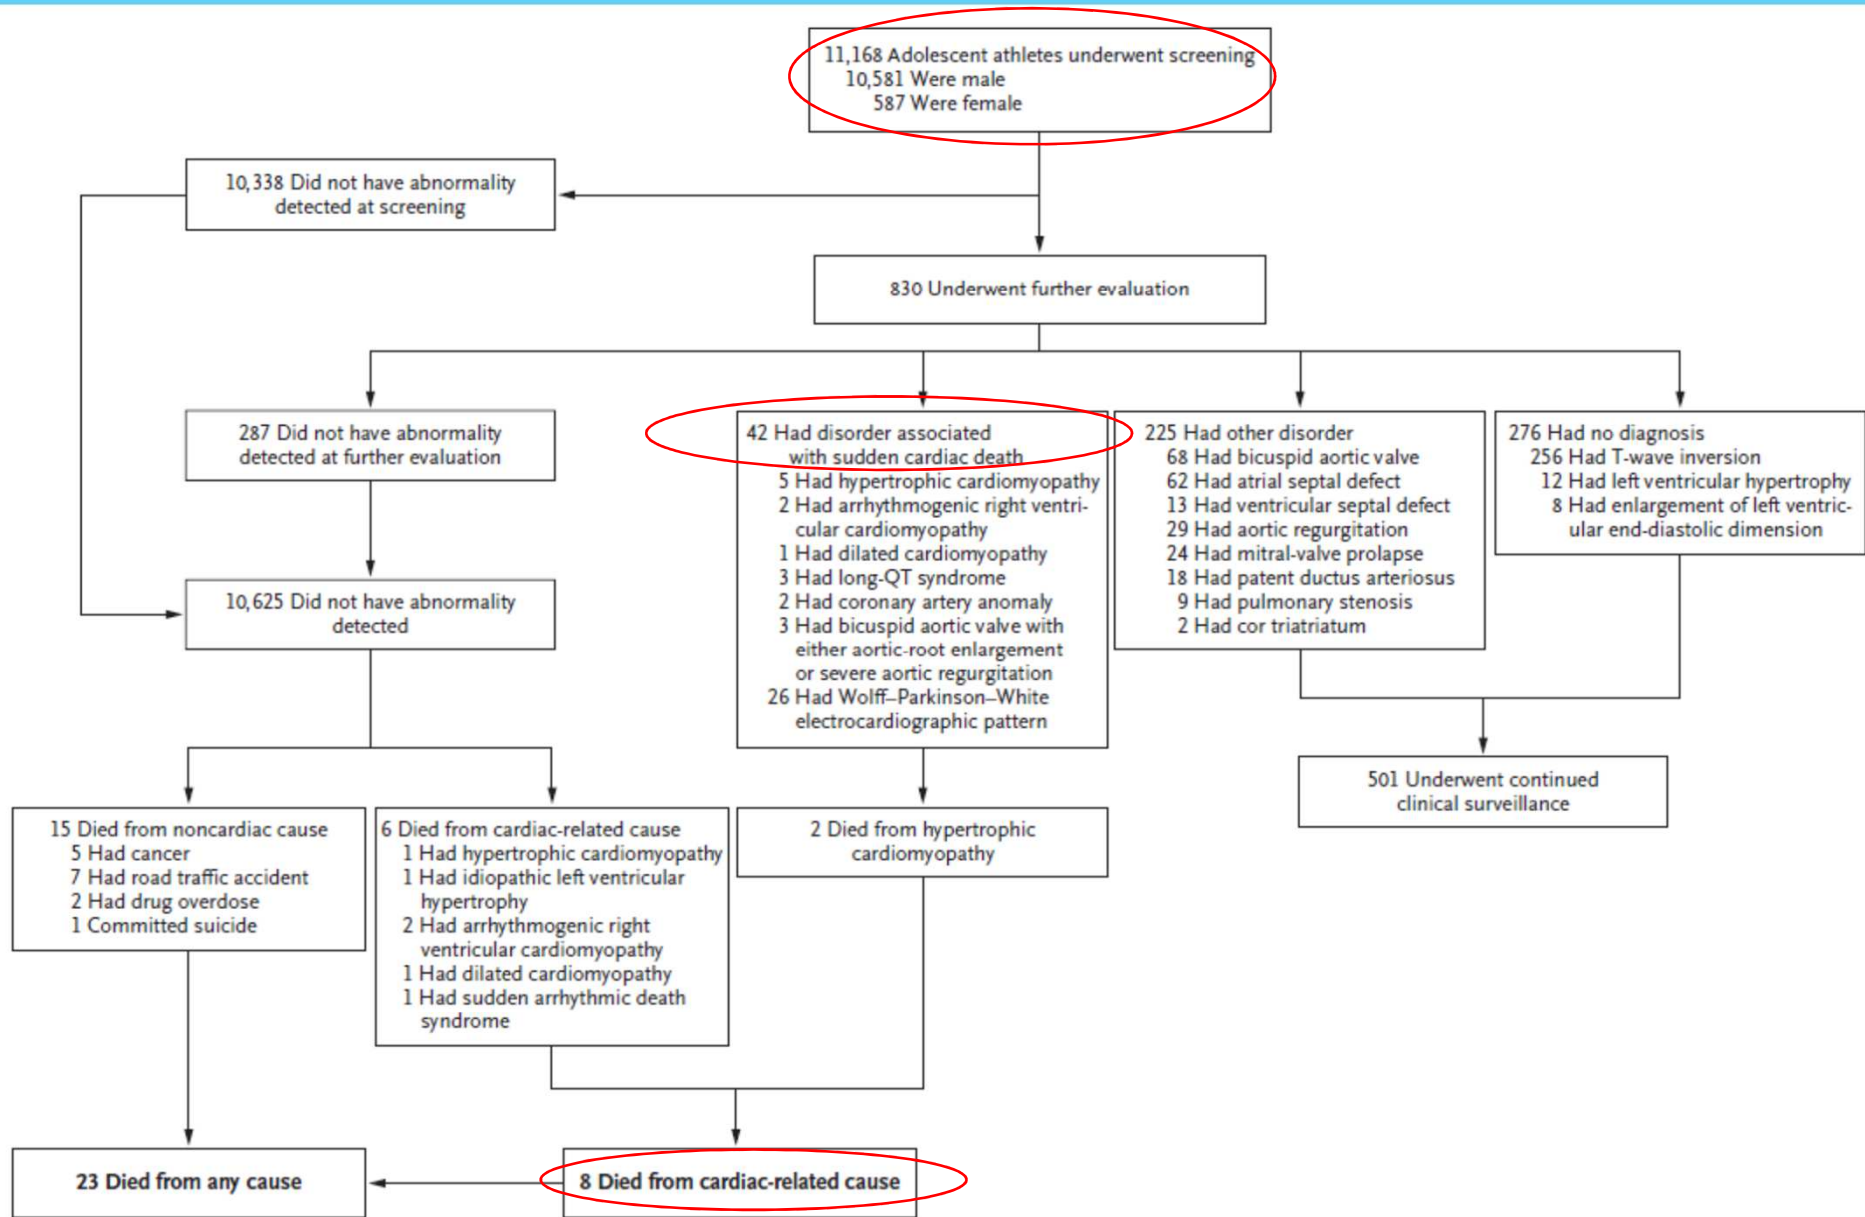 11,168 Adolescent athletes underwent screening
10,581 Were male
587 Were female
10,338 Did not have abnormality
detected at screening
830 Underwent further evaluation
287 Did not have abnormality
detected at further evaluation
42 Had disorder associated
with sudden cardiac death
5 Had hypertrophic cardiomyopathy
2 Had arrhythmogenic right ventri-
cular cardiomyopathy
1 Had dilated cardiomyopathy
3 Had long-QT syndrome
2 Had coronary artery anomaly
3 Had bicuspid aortic valve with
either aortic-root enlargement
or severe aortic regurgitation
26 Had Wolff–Parkinson–White
electrocardiographic pattern
225 Had other disorder
68 Had bicuspid aortic valve
62 Had atrial septal defect
13 Had ventricular septal defect
29 Had aortic regurgitation
24 Had mitral-valve prolapse
18 Had patent ductus arteriosus
9 Had pulmonary stenosis
2 Had cor triatriatum
276 Had no diagnosis
256 Had T-wave inversion
12 Had left ventricular hypertrophy
8 Had enlargement of left ventric-
ular end-diastolic dimension
10,625 Did not have abnormality
detected
501 Underwent continued
clinical surveillance
15 Died from noncardiac cause
5 Had cancer
7 Had road traffic accident
2 Had drug overdose
1 Committed suicide
6 Died from cardiac-related cause
1 Had hypertrophic cardiomyopathy
1 Had idiopathic left ventricular
hypertrophy
2 Had arrhythmogenic right
ventricular cardiomyopathy
1 Had dilated cardiomyopathy
1 Had sudden arrhythmic death
syndrome
2 Died from hypertrophic
cardiomyopathy
23 Died from any cause
8 Died from cardiac-related cause